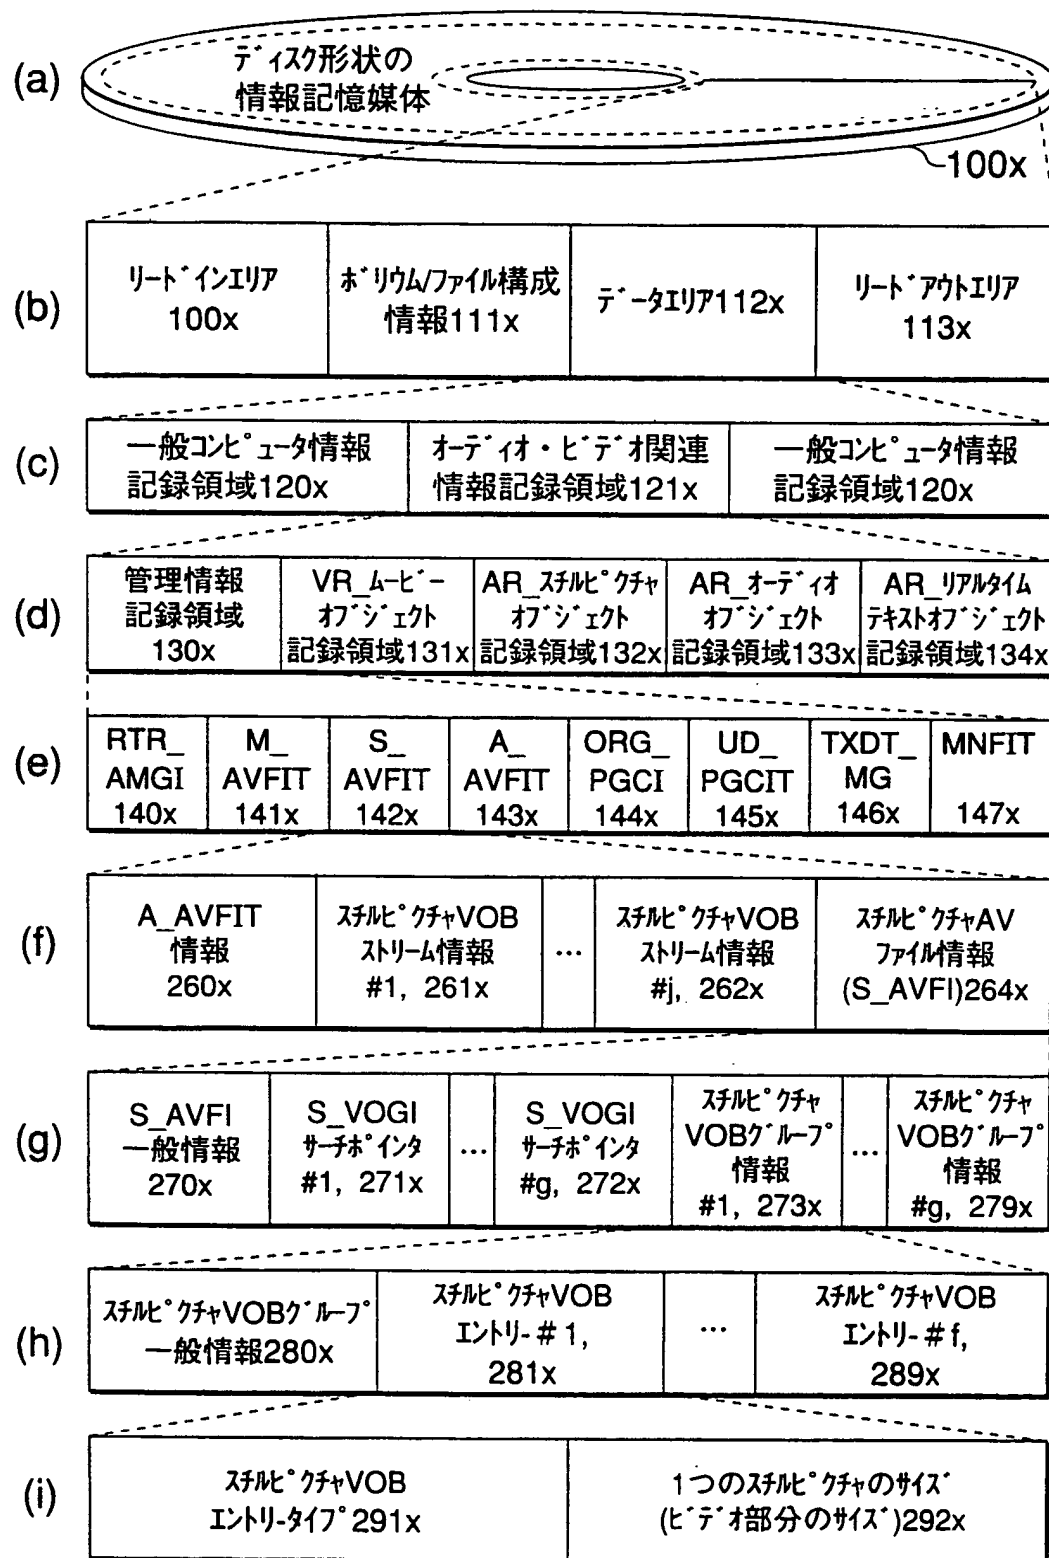 (a)
ディスク形状の
情報記憶媒体
100x
(b)
リードインエリア
100x
ボリウム/ファイル構成
情報111x
データエリア112x
リードアウトエリア
113x
(c)
一般コンピュータ情報
記録領域120x
オーディオ・ビデオ関連
情報記録領域121x
一般コンピュータ情報
記録領域120x
(d)
管理情報
記録領域
130x
VR_ムービー
オブジェクト
記録領域131x
AR_スチルピクチャ
オブジェクト
記録領域132x
AR_オーディオ
オブジェクト
記録領域133x
AR_リアルタイム
テキストオブジェクト
記録領域134x
(e)
RTR_
AMGI
140x
M_
AVFIT
141x
S_
AVFIT
142x
A_
AVFIT
143x
ORG_
PGCI
144x
UD_
PGCIT
145x
TXDT_
MG
146x
MNFIT
147x
(f)
A_AVFIT
情報
260x
スチルピクチャVOB
ストリーム情報
#1, 261x
…
スチルピクチャVOB
ストリーム情報
#j, 262x
スチルピクチャAV
ファイル情報
(S_AVFI)264x
(g)
S_AVFI
一般情報
270x
S_VOGI
サーチポインタ
#1, 271x
…
S_VOGI
サーチポインタ
#g, 272x
スチルピクチャ
VOBグループ
情報
#1, 273x
…
スチルピクチャ
VOBグループ
情報
#g, 279x
(h)
スチルピクチャVOBグループ
一般情報280x
スチルピクチャVOB
エントリー#1,
281x
…
スチルピクチャVOB
エントリー#f,
289x
(i)
スチルピクチャVOB
エントリータイプ291x
1つのスチルピクチャのサイズ
(ビデオ部分のサイズ)292x